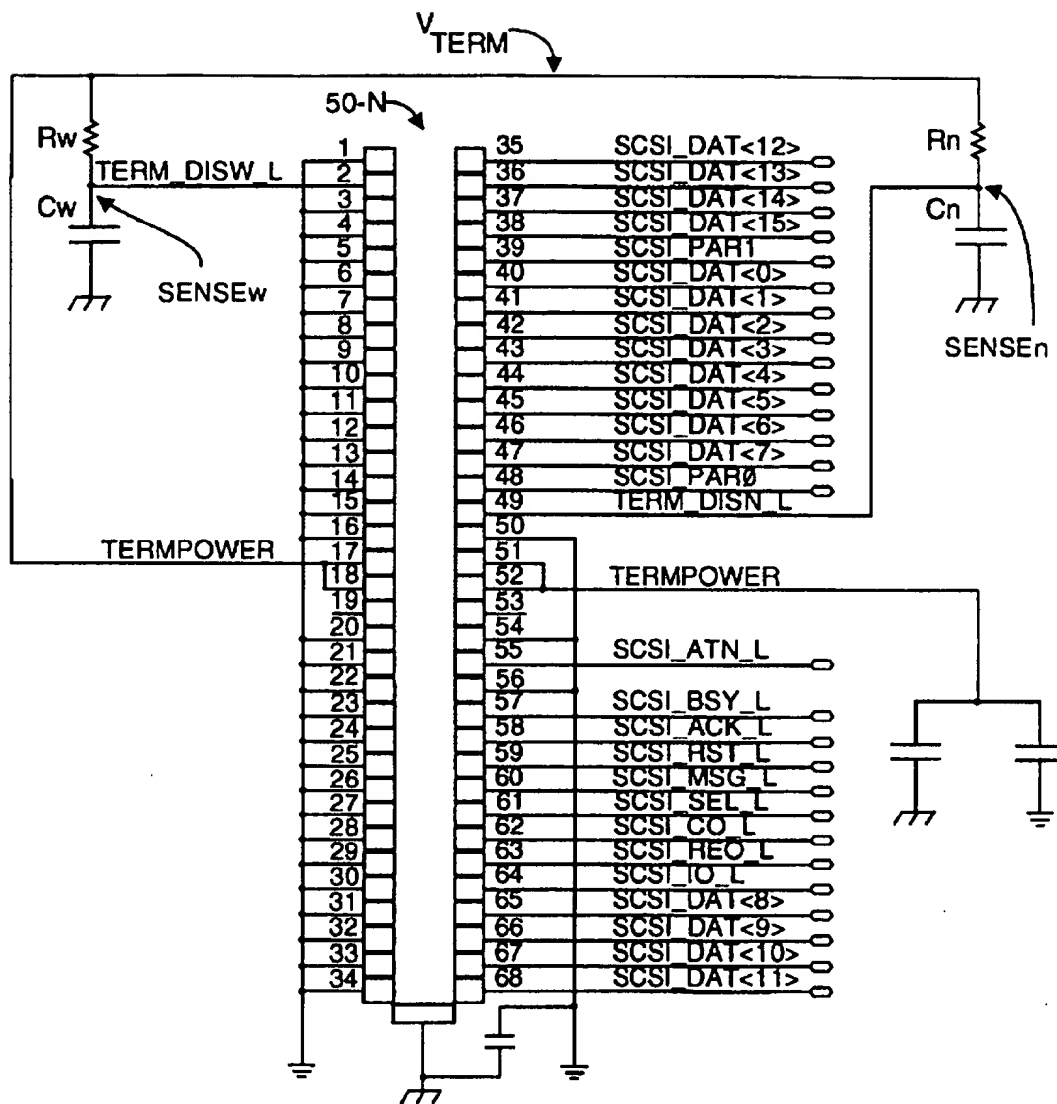 V TERM
50-N
Rw
Rn
TERM_DISW_L
Cw
Cn
SENSEw
SENSEn
1 35 SCSI_DAT<12>
2 36 SCSI_DAT<13>
3 37 SCSI_DAT<14>
4 38 SCSI_DAT<15>
5 39 SCSI_PAR1
6 40 SCSI_DAT<0>
7 41 SCSI_DAT<1>
8 42 SCSI_DAT<2>
9 43 SCSI_DAT<3>
10 44 SCSI_DAT<4>
11 45 SCSI_DAT<5>
12 46 SCSI_DAT<6>
13 47 SCSI_DAT<7>
14 48 SCSI_PARØ
15 49 TERM_DISN_L
16 50
TERMPOWER 17 51
18 52 TERMPOWER
19 53
20 54
21 55 SCSI_ATN_L
22 56
23 57 SCSI_BSY_L
24 58 SCSI_ACK_L
25 59 SCSI_RST_L
26 60 SCSI_MSG_L
27 61 SCSI_SEL_L
28 62 SCSI_CO_L
29 63 SCSI_REO_L
30 64 SCSI_IO_L
31 65 SCSI_DAT<8>
32 66 SCSI_DAT<9>
33 67 SCSI_DAT<10>
34 68 SCSI_DAT<11>